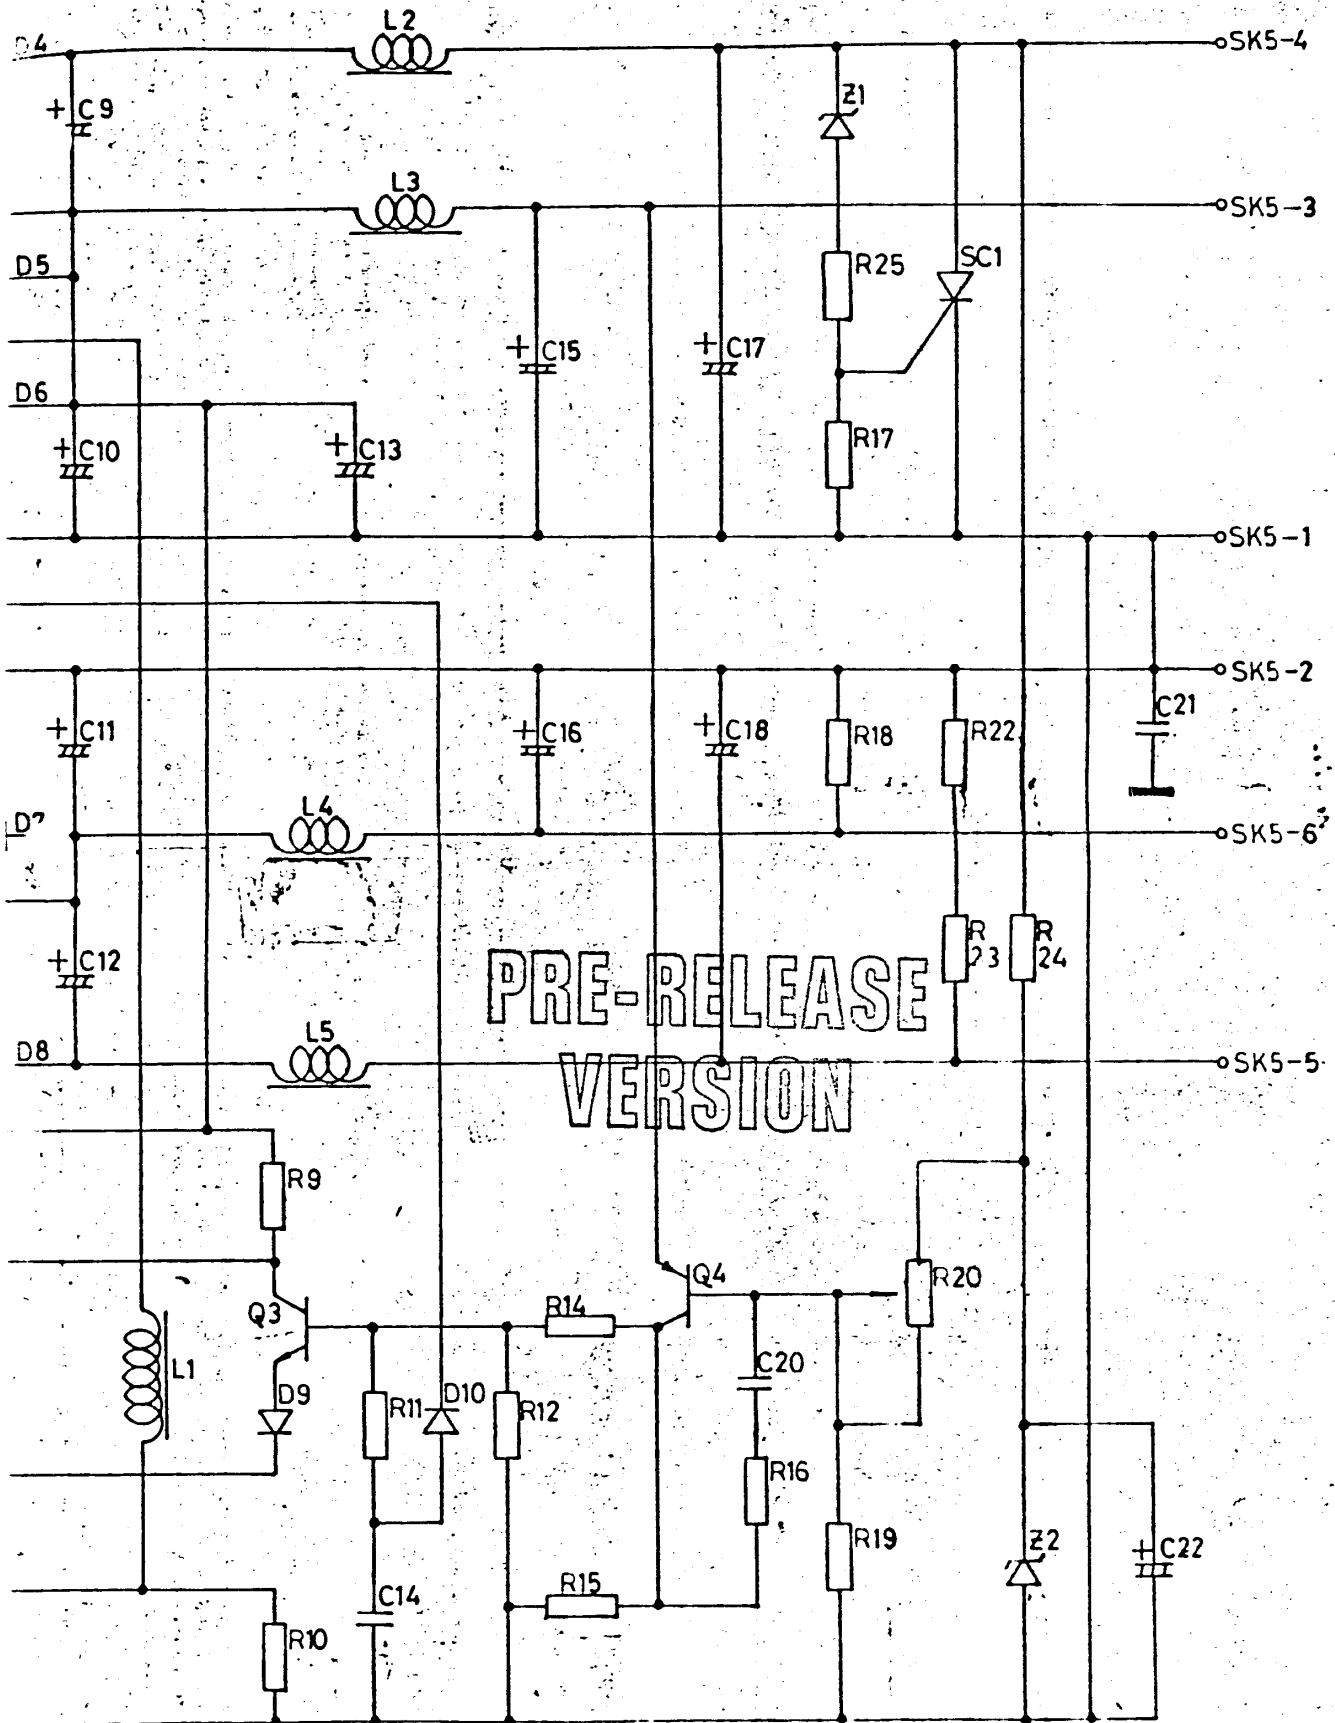 D4
L2
SK5-4
+ C9
Z1
L3
SK5-3
D5
R25
SC1
+ C15
+ C17
D6
+ C10
+ C13
R17
SK5-1
SK5-2
+ C11
+ C16
+ C18
R18
R22
C21
D7
L4
SK5-6
+ C12
R
23
R
24
PRE-RELEASE
VERSION
D8
L5
SK5-5
R9
Q4
R20
Q3
R14
L1
D9
R11
D10
R12
C20
R16
R19
Z2
+ C22
C14
R15
R10